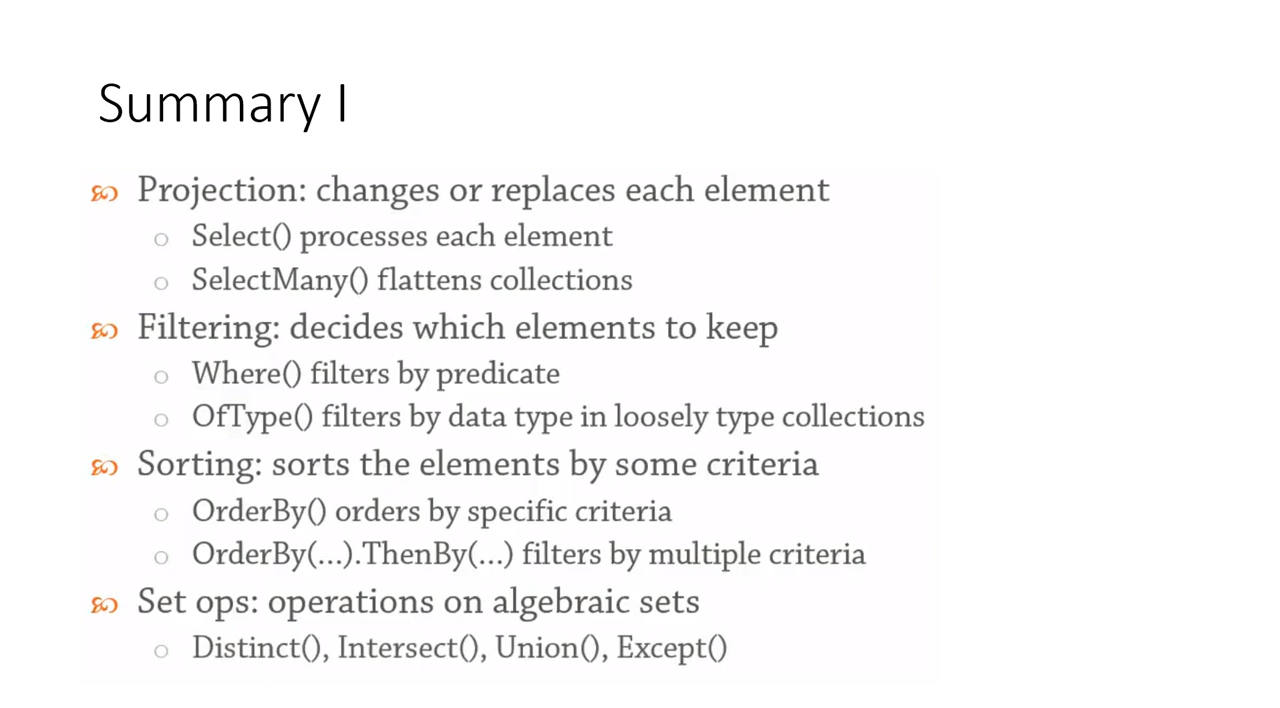 Summary I
Projection: changes or replaces each element
Select() processes each element
SelectMany() flattens collections
Filtering: decides which elements to keep
Where() filters by predicate
OfType() filters by data type in loosely type collections
Sorting: sorts the elements by some criteria
OrderBy() orders by specific criteria
OrderBy(...).ThenBy(...) filters by multiple criteria
Set ops: operations on algebraic sets
Distinct(), Intersect(), Union(), Except()